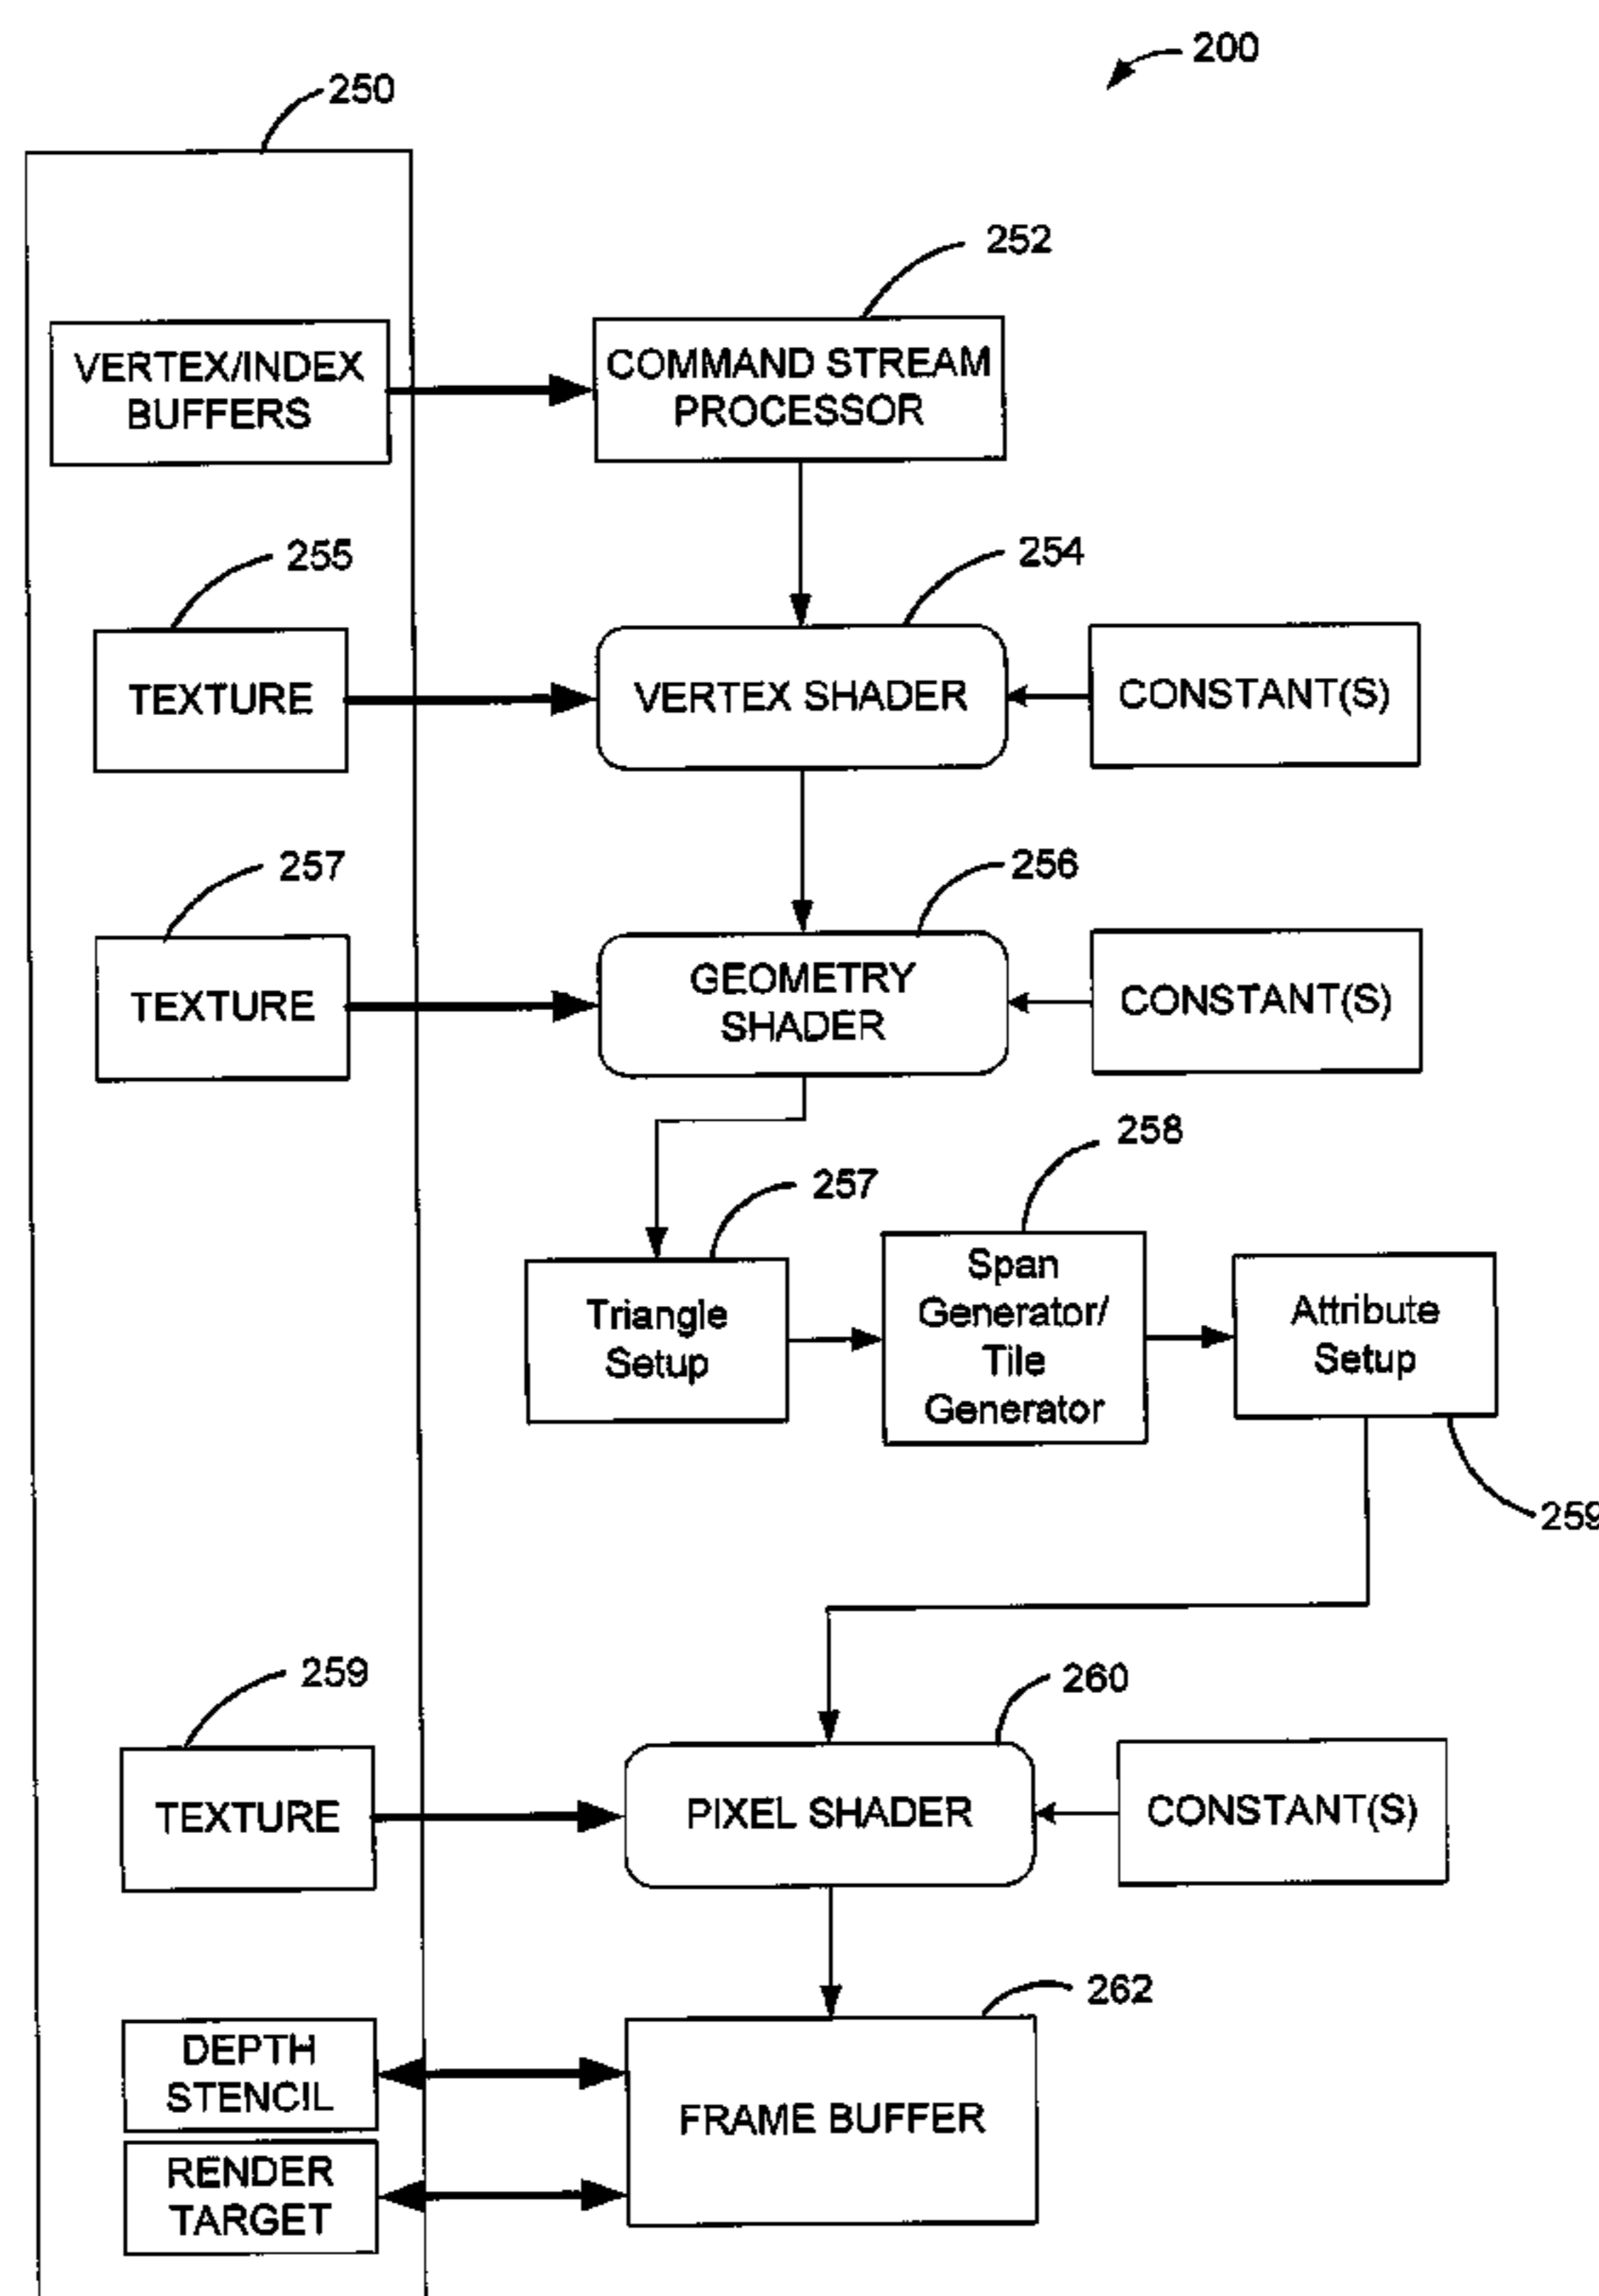 200
250
252
VERTEX/INDEX
BUFFERS
COMMAND STREAM
PROCESSOR
255
254
TEXTURE
VERTEX SHADER
CONSTANT(S)
257
256
TEXTURE
GEOMETRY
SHADER
CONSTANT(S)
258
257
Triangle
Setup
Span
Generator/
Tile
Generator
Attribute
Setup
259
259
260
TEXTURE
PIXEL SHADER
CONSTANT(S)
262
DEPTH
STENCIL
FRAME BUFFER
RENDER
TARGET